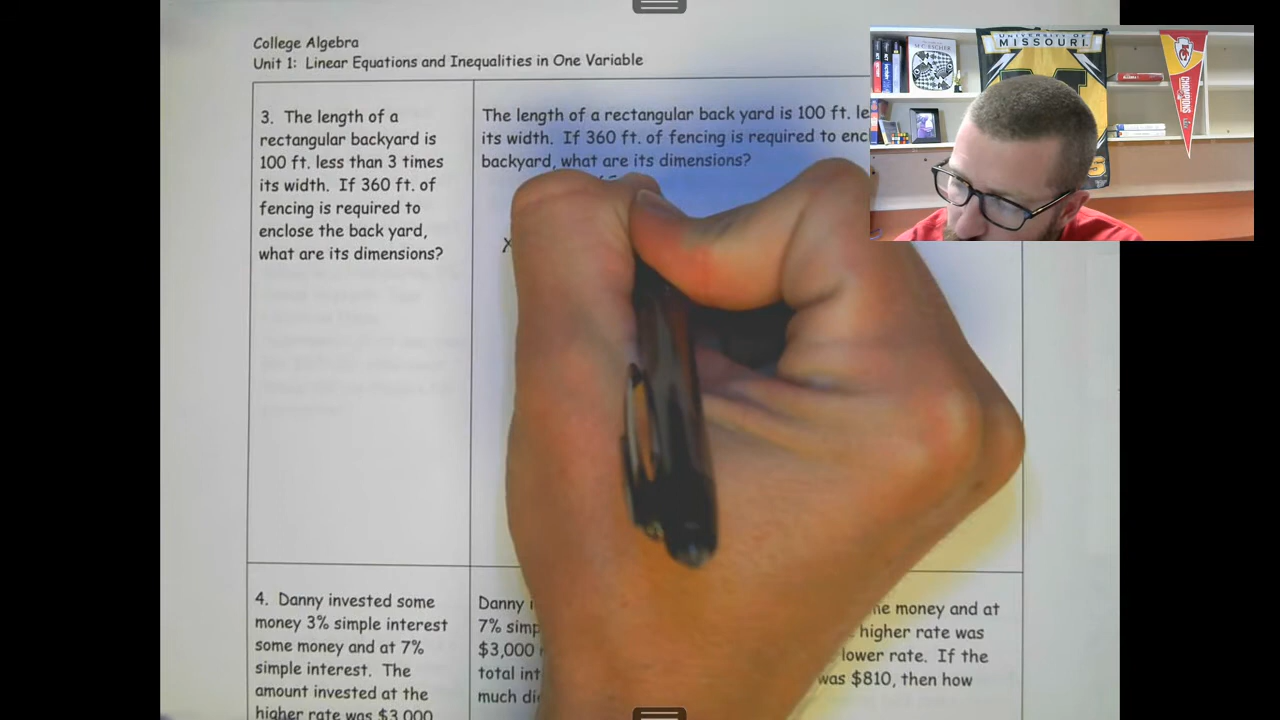 College Algebra
Unit 1: Linear Equations and Inequalities in One Variable
3. The length of a
rectangular backyard is
100 ft. less than 3 times
its width. If 360 ft. of
fencing is required to
enclose the back yard,
what are its dimensions?
The length of a rectangular back yard is 100 ft. le
its width. If 360 ft. of fencing is required to enc
backyard, what are its dimensions?
X
4. Danny invested some
money 3% simple interest
some money and at 7%
simple interest. The
amount invested at the
higher rate was $3,000
Danny
7% simp
$3,000
total int
much di
me money and at
higher rate was
lower rate. If the
was $810, then how
UNIVERSITY OF
MISSOURI
M.C. ESCHER
KC
CHAMPIONS